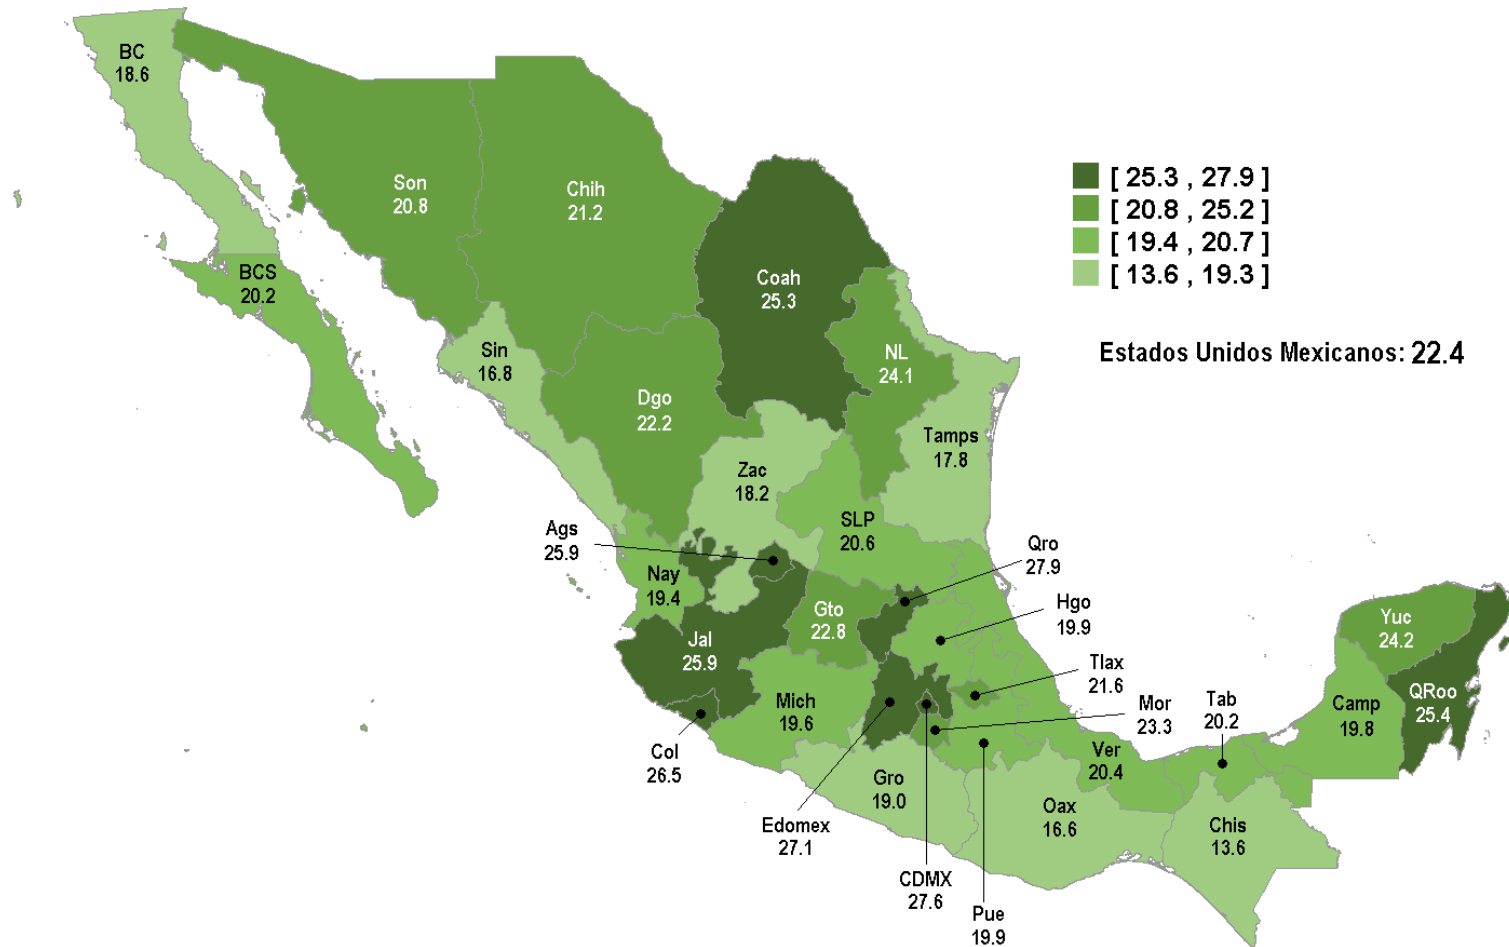 BC
18.6
Son
20.8
Chih
21.2
[ 25.3 , 27.9 ]
[ 20.8 , 25.2 ]
[ 19.4 , 20.7 ]
[ 13.6 , 19.3 ]
BCS
20.2
Coah
25.3
Estados Unidos Mexicanos: 22.4
Sin
16.8
NL
24.1
Dgo
22.2
Tamps
17.8
Zac
18.2
SLP
20.6
Ags
25.9
Qro
27.9
Nay
19.4
Gto
22.8
Hgo
19.9
Yuc
24.2
Jal
25.9
Tlax
21.6
Mich
19.6
Mor
23.3
Tab
20.2
Camp
19.8
QRoo
25.4
Col
26.5
Ver
20.4
Gro
19.0
Oax
16.6
Chis
13.6
Edomex
27.1
CDMX
27.6
Pue
19.9